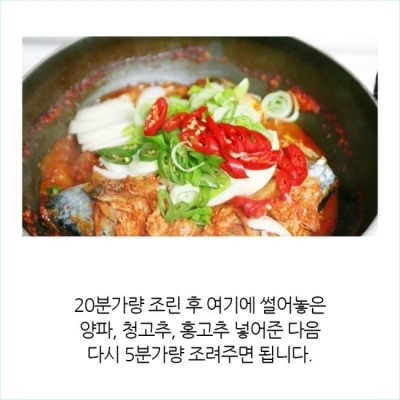 20분가량 조린 후 여기에 썰어놓은
양파, 청고추, 홍고추 넣어준 다음
다시 5분가량 조려주면 됩니다.